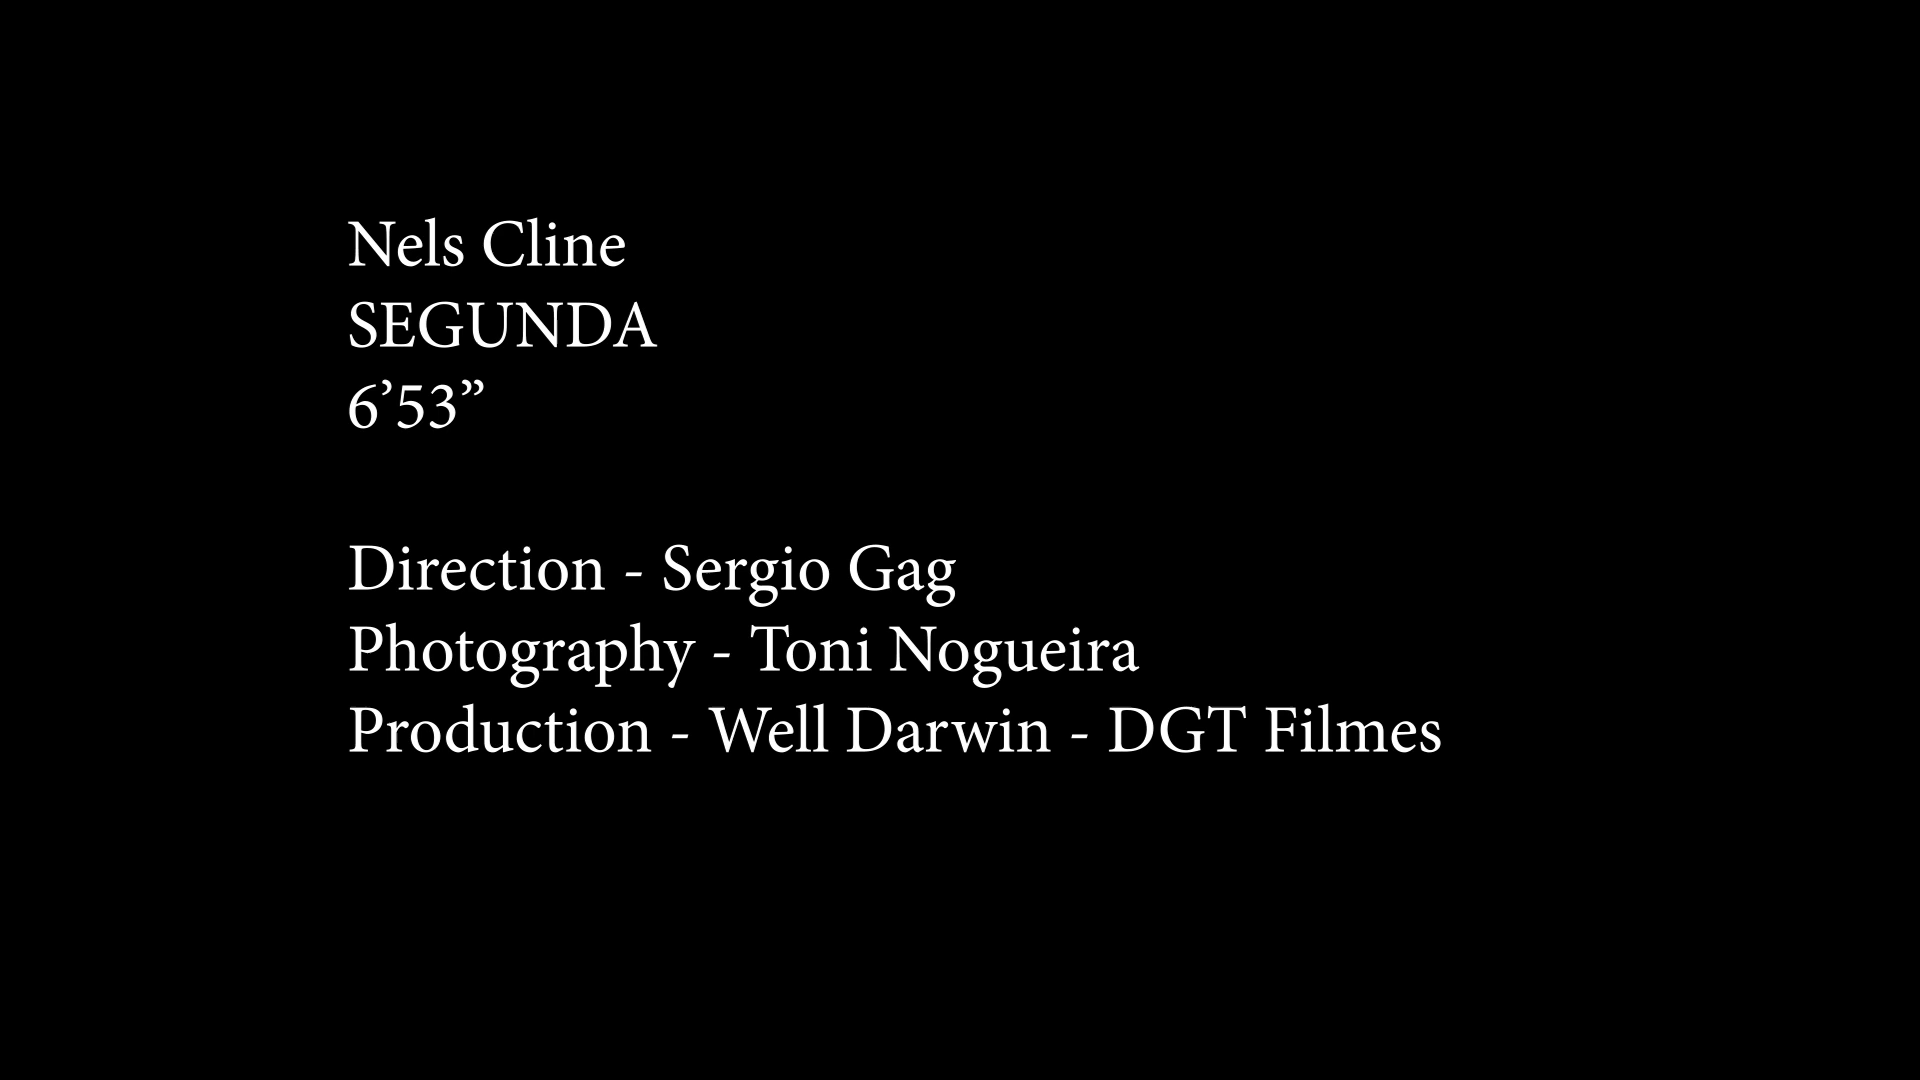 Nels Cline
SEGUNDA
6’53”
Direction - Sergio Gag
Photography - Toni Nogueira
Production - Well Darwin - DGT Filmes